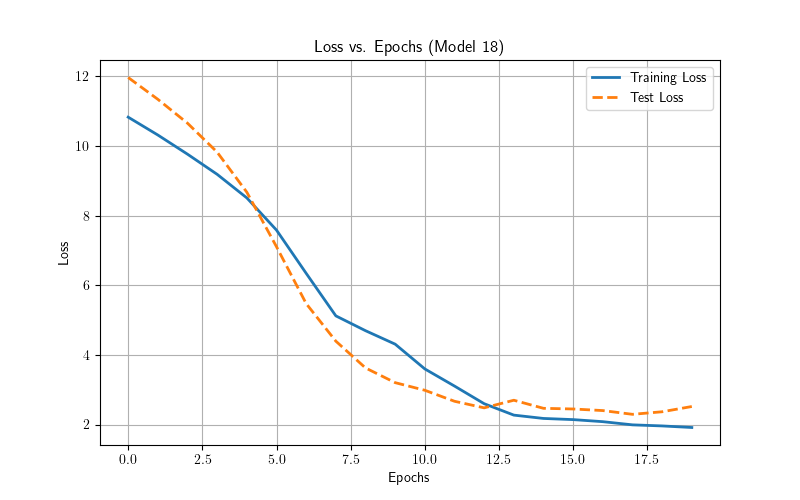 Loss vs. Epochs (Model 18)
Training Loss
Test Loss
12
10
8
6
4
2
Loss
0.0 2.5 5.0 7.5 10.0 12.5 15.0 17.5
Epochs